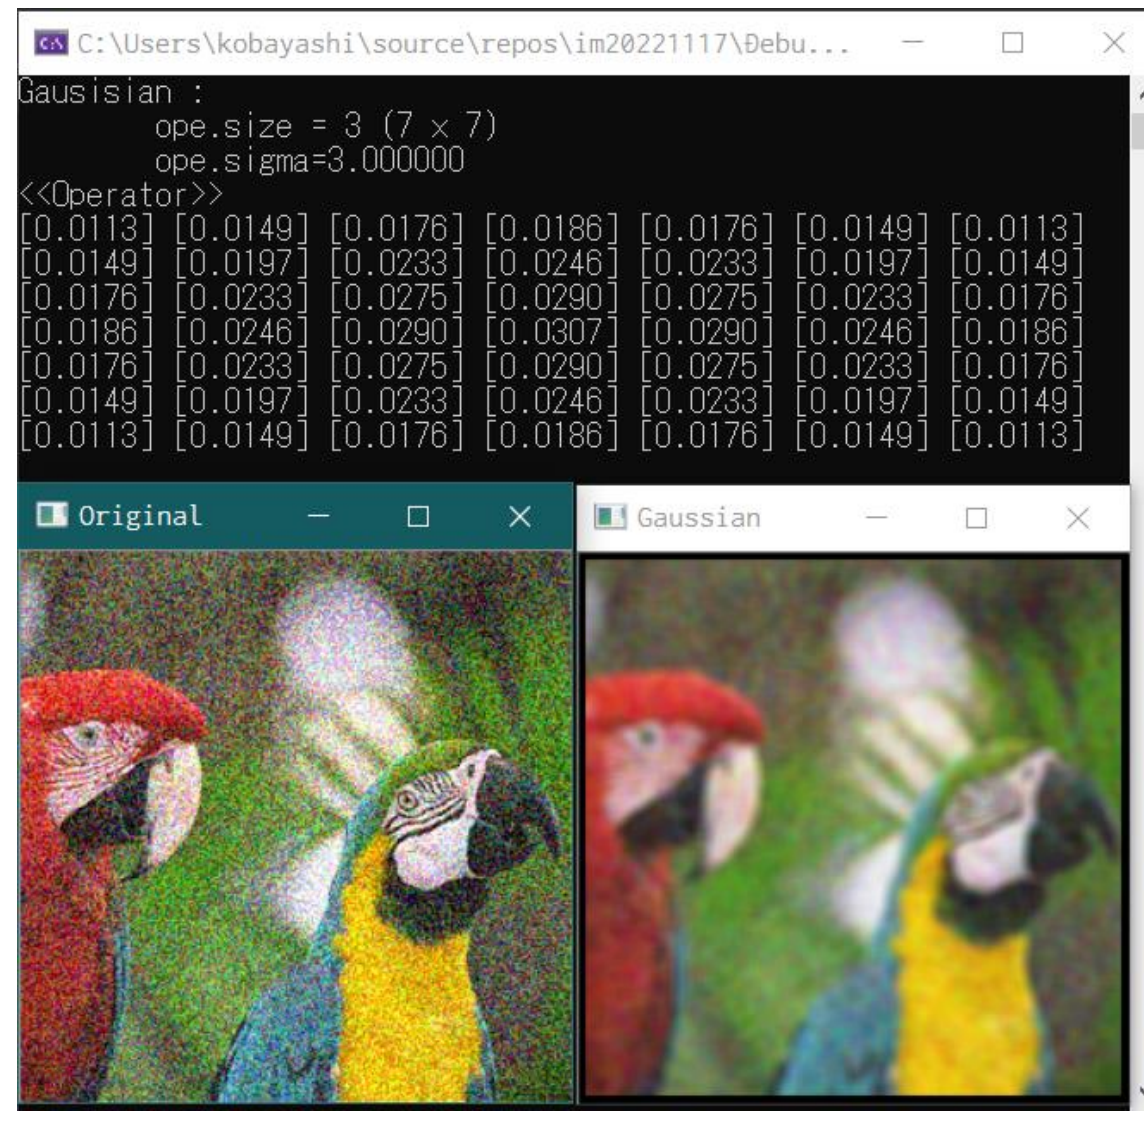 C:\Users\kobayashi\source\repos\im20221117\Debu...
Gausisian :
ope.size = 3 (7 × 7)
ope.sigma=3.000000
<<Operator>>
[0.0113] [0.0149] [0.0176] [0.0186] [0.0176] [0.0149] [0.0113]
[0.0149] [0.0197] [0.0233] [0.0246] [0.0233] [0.0197] [0.0149]
[0.0176] [0.0233] [0.0275] [0.0290] [0.0275] [0.0233] [0.0176]
[0.0186] [0.0246] [0.0290] [0.0307] [0.0290] [0.0246] [0.0186]
[0.0176] [0.0233] [0.0275] [0.0290] [0.0275] [0.0233] [0.0176]
[0.0149] [0.0197] [0.0233] [0.0246] [0.0233] [0.0197] [0.0149]
[0.0113] [0.0149] [0.0176] [0.0186] [0.0176] [0.0149] [0.0113]
Original
Gaussian